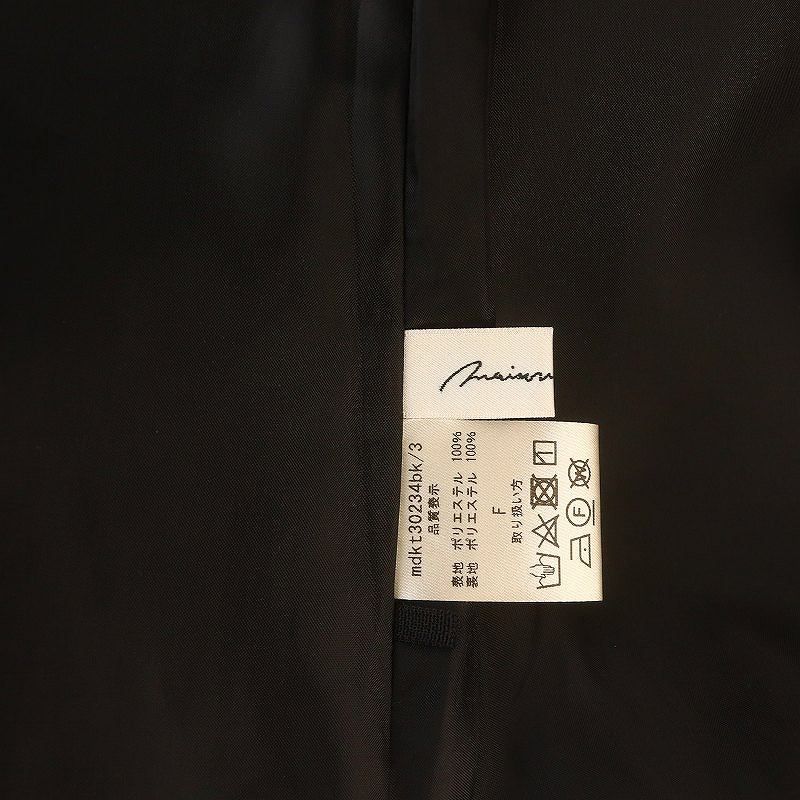 maison
mdkt30234bk/3
品質表示
表地 ポリエステル 100%
裏地 ポリエステル 100%
F
取り扱い方
F
W